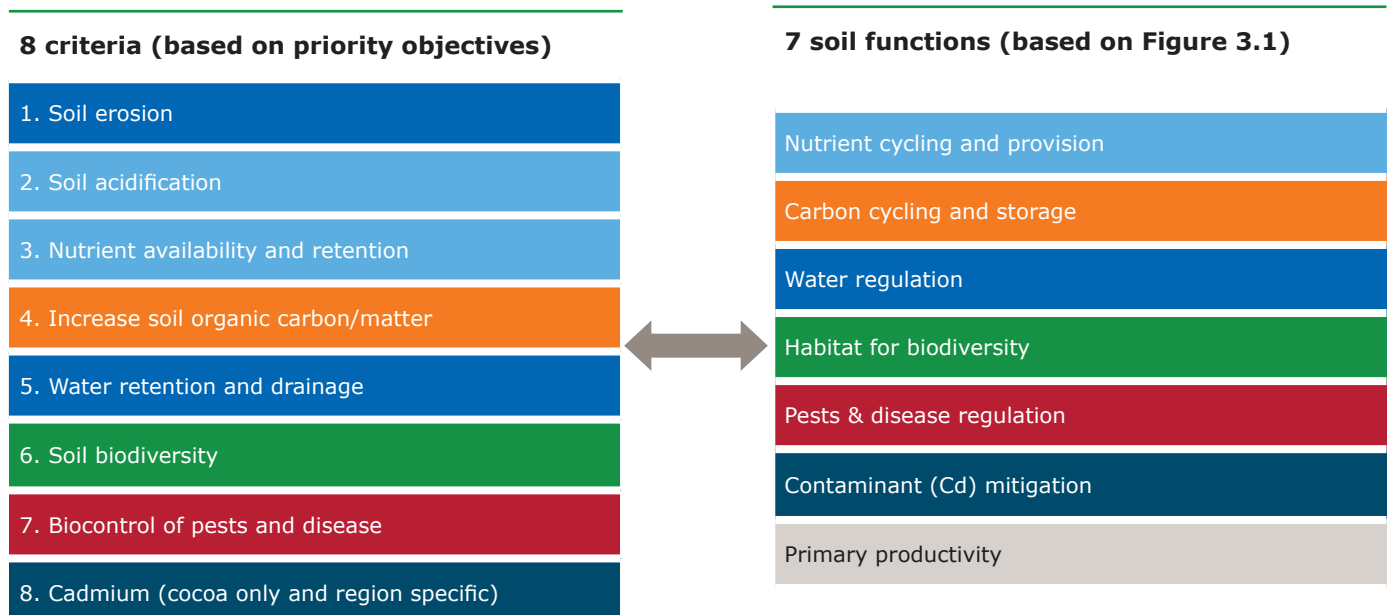 8 criteria (based on priority objectives)
1. Soil erosion
2. Soil acidification
3. Nutrient availability and retention
4. Increase soil organic carbon/matter
5. Water retention and drainage
6. Soil biodiversity
7. Biocontrol of pests and disease
8. Cadmium (cocoa only and region specific)
7 soil functions (based on Figure 3.1)
Nutrient cycling and provision
Carbon cycling and storage
Water regulation
Habitat for biodiversity
Pests & disease regulation
Contaminant (Cd) mitigation
Primary productivity